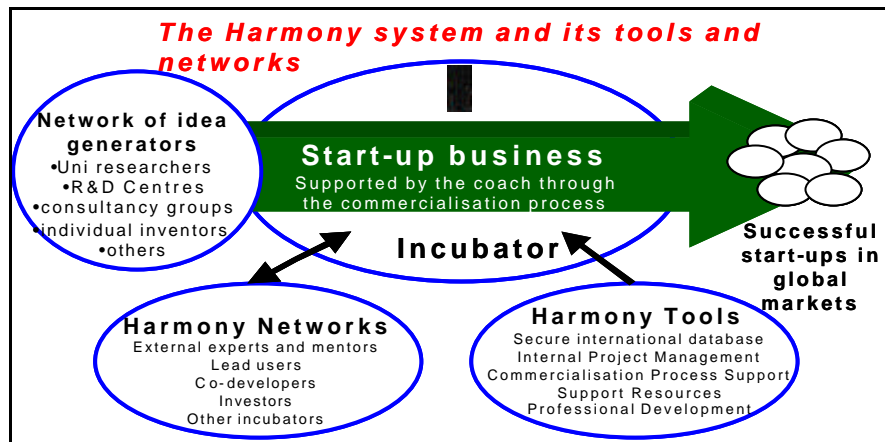 The Harmony system and its tools and
networks
Network of idea
generators
•Uni researchers
•R&D Centres
•consultancy groups
•individual inventors
•others
Start-up business
Supported by the coach through
the commercialisation process
Incubator
Successful
start-ups in
global
markets
Harmony Networks
External experts and mentors
Lead users
Co-developers
Investors
Other incubators
Harmony Tools
Secure international database
Internal Project Management
Commercialisation Process Support
Support Resources
Professional Development